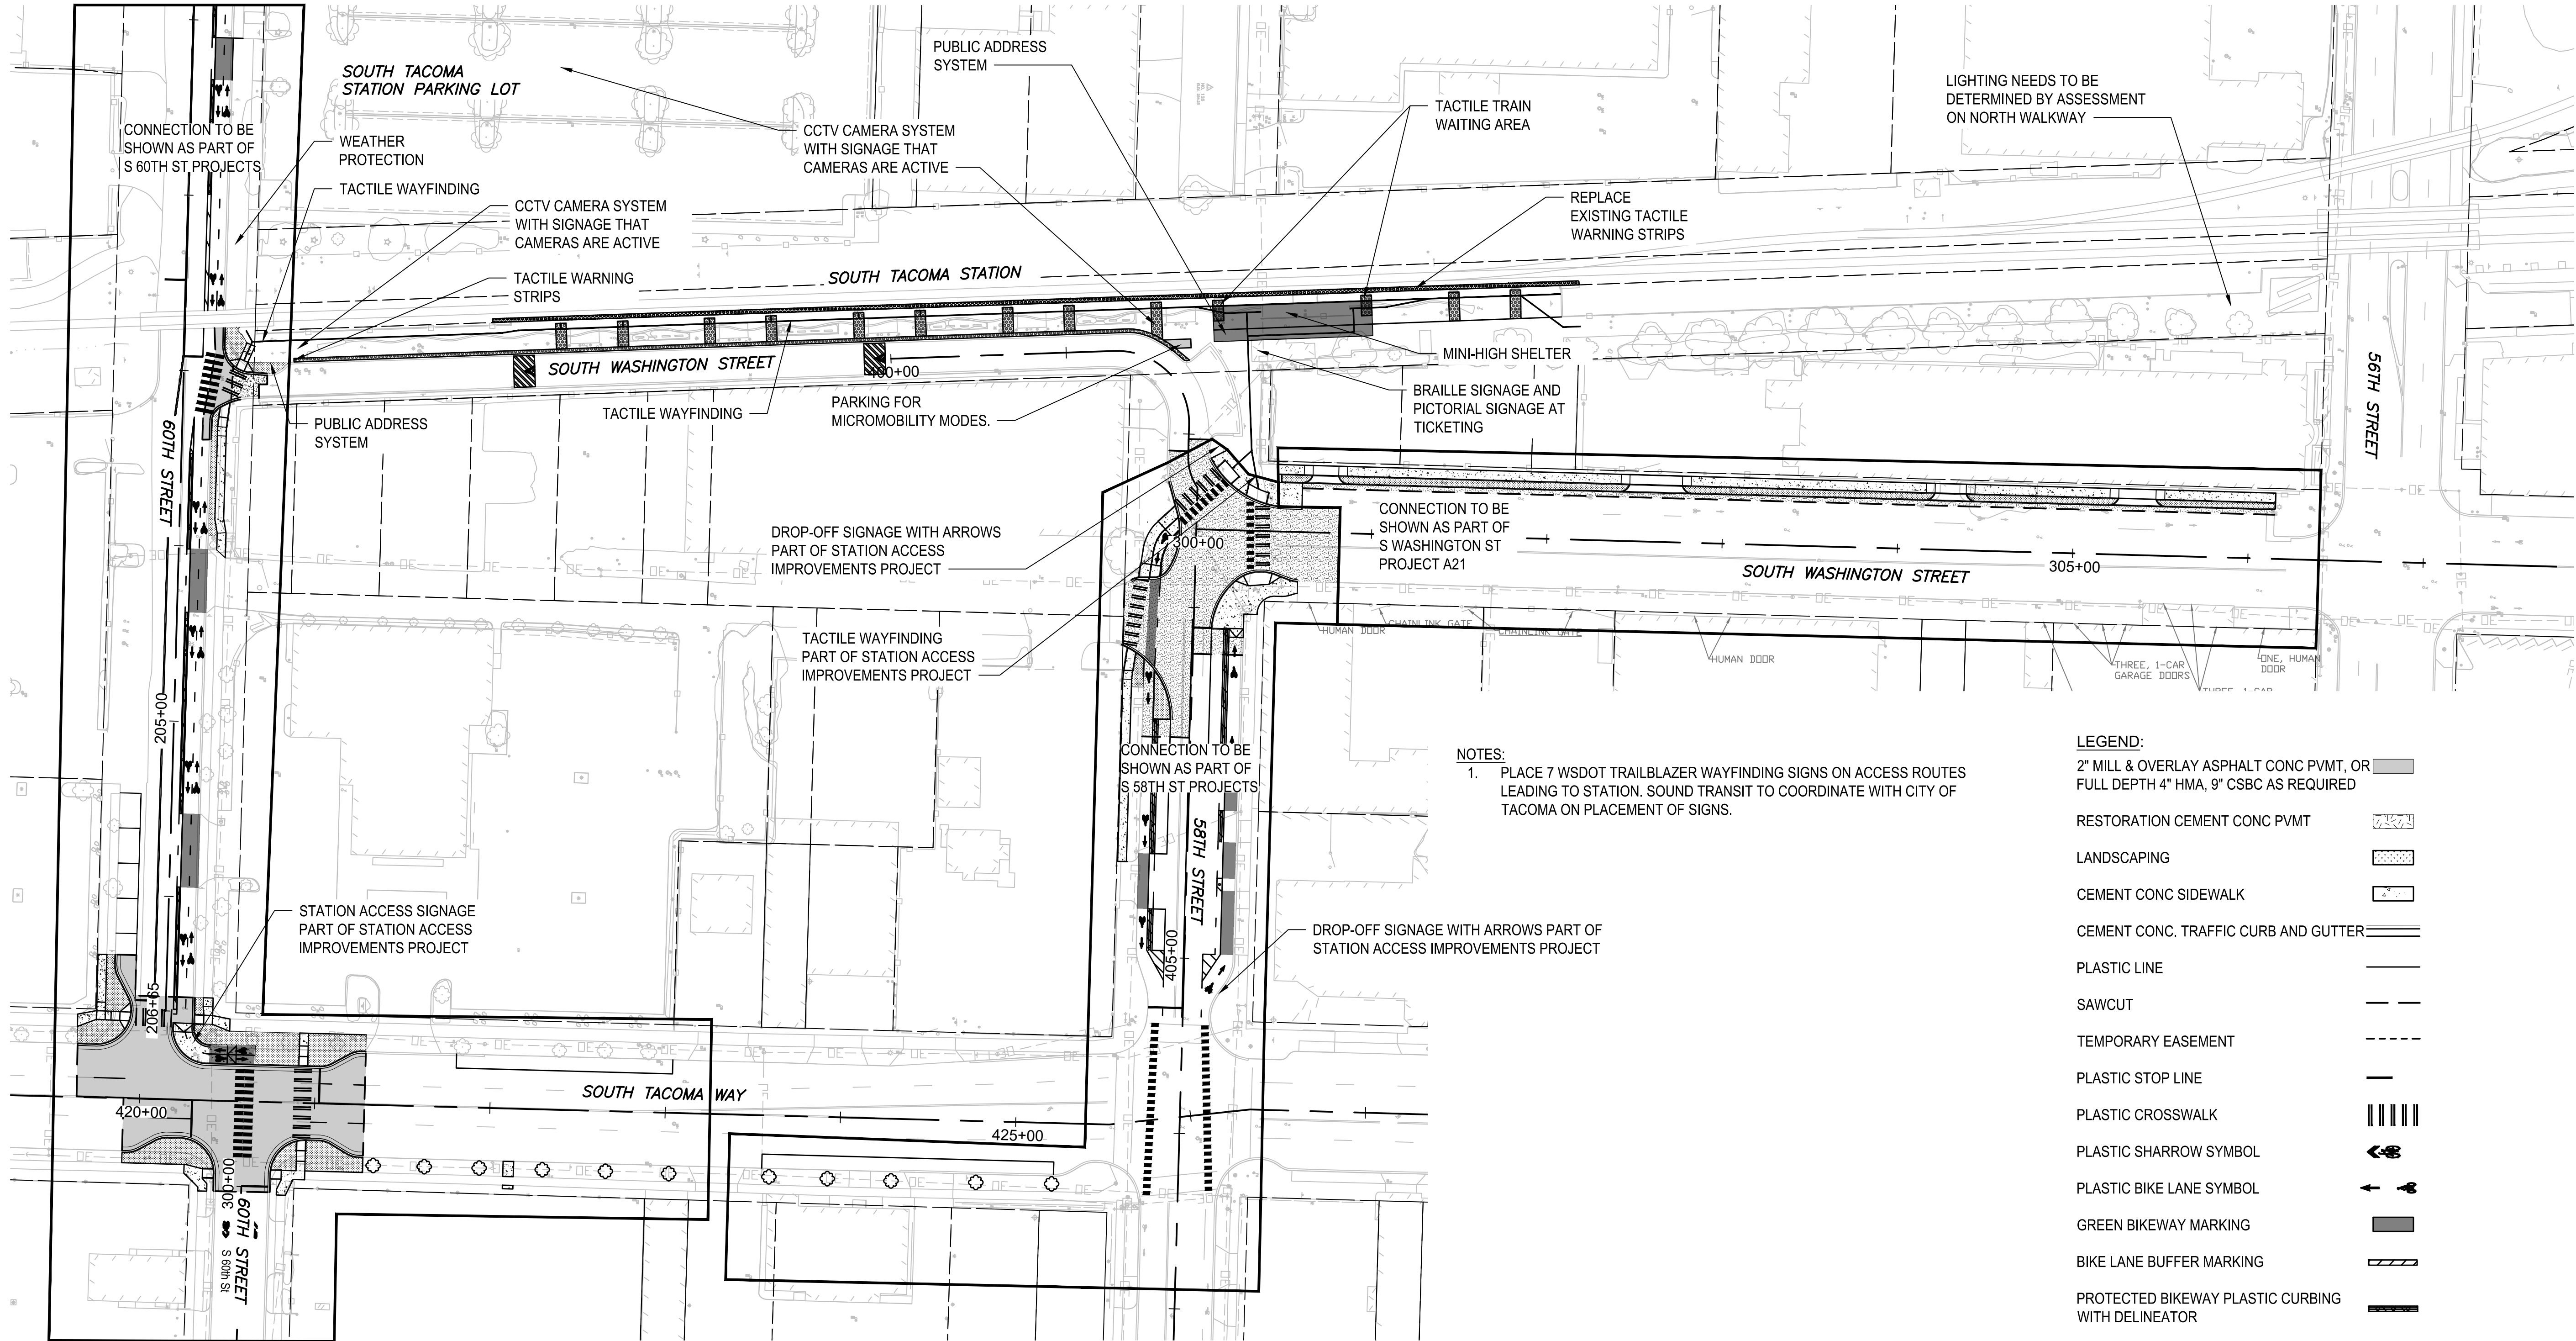 SOUTH TACOMA
STATION PARKING LOT
PUBLIC ADDRESS
SYSTEM
LIGHTING NEEDS TO BE
DETERMINED BY ASSESSMENT
ON NORTH WALKWAY
TACTILE TRAIN
WAITING AREA
CONNECTION TO BE
SHOWN AS PART OF
S 60TH ST PROJECTS
WEATHER
PROTECTION
CCTV CAMERA SYSTEM
WITH SIGNAGE THAT
CAMERAS ARE ACTIVE
TACTILE WAYFINDING
CCTV CAMERA SYSTEM
WITH SIGNAGE THAT
CAMERAS ARE ACTIVE
REPLACE
EXISTING TACTILE
WARNING STRIPS
TACTILE WARNING
STRIPS
SOUTH TACOMA STATION
SOUTH WASHINGTON STREET
MINI-HIGH SHELTER
56TH STREET
TACTILE WAYFINDING
PARKING FOR
MICROMOBILITY MODES.
BRAILLE SIGNAGE AND
PICTORIAL SIGNAGE AT
TICKETING
PUBLIC ADDRESS
SYSTEM
60TH STREET
DROP-OFF SIGNAGE WITH ARROWS
PART OF STATION ACCESS
IMPROVEMENTS PROJECT
300+00
CONNECTION TO BE
SHOWN AS PART OF
S WASHINGTON ST
PROJECT A21
SOUTH WASHINGTON STREET
305+00
HUMAN DOOR
CHAINLINK GATE
CHAINLINK GATE
HUMAN DOOR
THREE, 1-CAR
GARAGE DOORS
ONE, HUMAN
DOOR
THREE, 1-CAR
TACTILE WAYFINDING
PART OF STATION ACCESS
IMPROVEMENTS PROJECT
205+00
CONNECTION TO BE
SHOWN AS PART OF
S 58TH ST PROJECTS
58TH STREET
405+00
NOTES:
1. PLACE 7 WSDOT TRAILBLAZER WAYFINDING SIGNS ON ACCESS ROUTES
LEADING TO STATION. SOUND TRANSIT TO COORDINATE WITH CITY OF
TACOMA ON PLACEMENT OF SIGNS.
STATION ACCESS SIGNAGE
PART OF STATION ACCESS
IMPROVEMENTS PROJECT
DROP-OFF SIGNAGE WITH ARROWS PART OF
STATION ACCESS IMPROVEMENTS PROJECT
206+65
SOUTH TACOMA WAY
420+00
425+00
300+00
60TH STREET
S 60th St
LEGEND:
2" MILL & OVERLAY ASPHALT CONC PVMT, OR
FULL DEPTH 4" HMA, 9" CSBC AS REQUIRED
RESTORATION CEMENT CONC PVMT
LANDSCAPING
CEMENT CONC SIDEWALK
CEMENT CONC. TRAFFIC CURB AND GUTTER
PLASTIC LINE
SAWCUT
TEMPORARY EASEMENT
PLASTIC STOP LINE
PLASTIC CROSSWALK
PLASTIC SHARROW SYMBOL
PLASTIC BIKE LANE SYMBOL
GREEN BIKEWAY MARKING
BIKE LANE BUFFER MARKING
PROTECTED BIKEWAY PLASTIC CURBING
WITH DELINEATOR